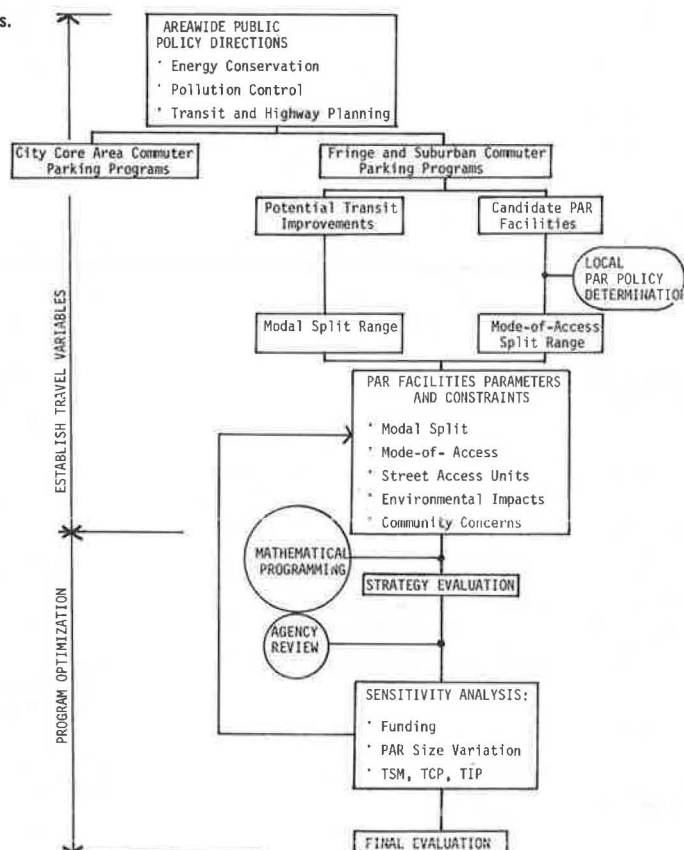 s.
AREAWIDE PUBLIC
POLICY DIRECTIONS
· Energy Conservation
· Pollution Control
· Transit and Highway Planning
City Core Area Commuter
Parking Programs
Fringe and Suburban Commuter
Parking Programs
Potential Transit
Improvements
Candidate PAR
Facilities
LOCAL
PAR POLICY
DETERMINATION
Modal Split Range
Mode-of-Access
Split Range
ESTABLISH TRAVEL VARIABLES
PAR FACILITIES PARAMETERS
AND CONSTRAINTS
· Modal Split
· Mode-of- Access
· Street Access Units
· Environmental Impacts
· Community Concerns
MATHEMATICAL
PROGRAMMING
STRATEGY EVALUATION
AGENCY
REVIEW
PROGRAM OPTIMIZATION
SENSITIVITY ANALYSIS:
· Funding
· PAR Size Variation
· TSM, TCP, TIP
FINAL EVALUATION